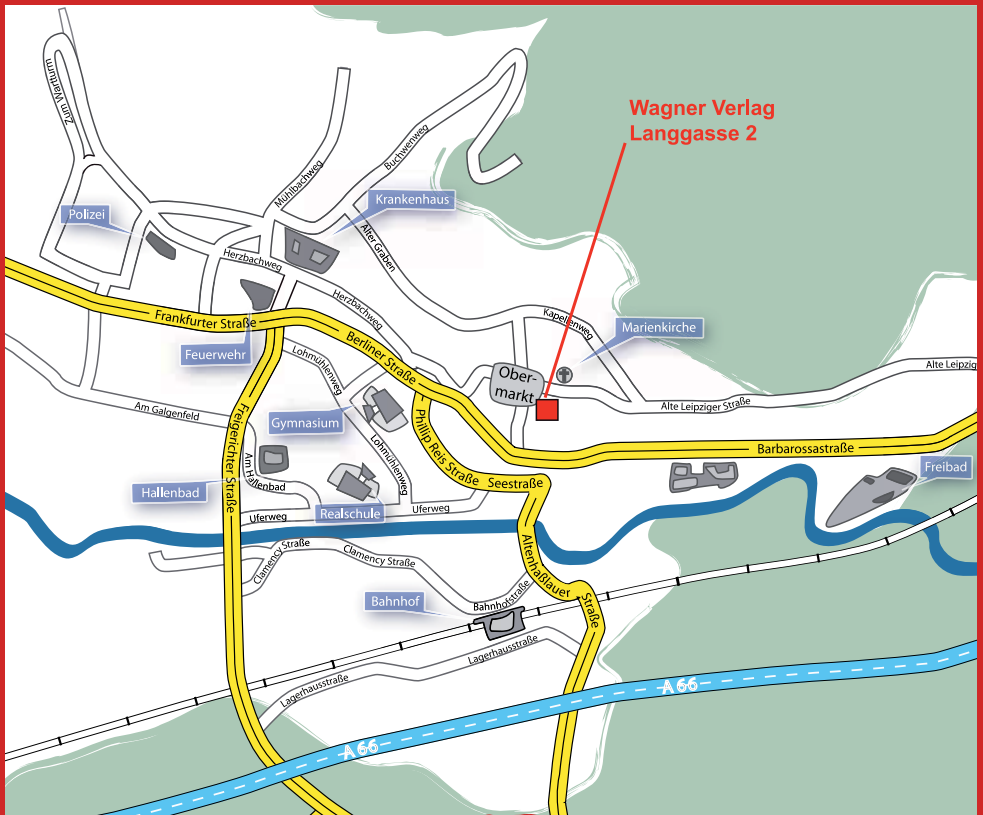 Wagner Verlag
Langgasse 2
Zum Wartturm
Mühlbachweg
Buchwenweg
Krankenhaus
Polizei
Alter Graben
Herzbachweg
Herzbachweg
Frankfurter Straße
Feuerwehr
Berliner Straße
Kapellenweg
Marienkirche
Lohmühlenweg
Ober-
markt
Alte Leipzig
Alte Leipziger Straße
Am Galgenfeld
Freigerichter Straße
Gymnasium
Phillip Reis Straße
Lohmühlenweg
Barbarossastraße
Am Hallenbad
Freibad
Hallenbad
Seestraße
Realschule
Uferweg
Uferweg
Clamency Straße
Clamency Straße
Altenhaßlauer Straße
Bahnhof
Bahnhofstraße
Lagerhausstraße
Lagerhausstraße
A 66
A 66